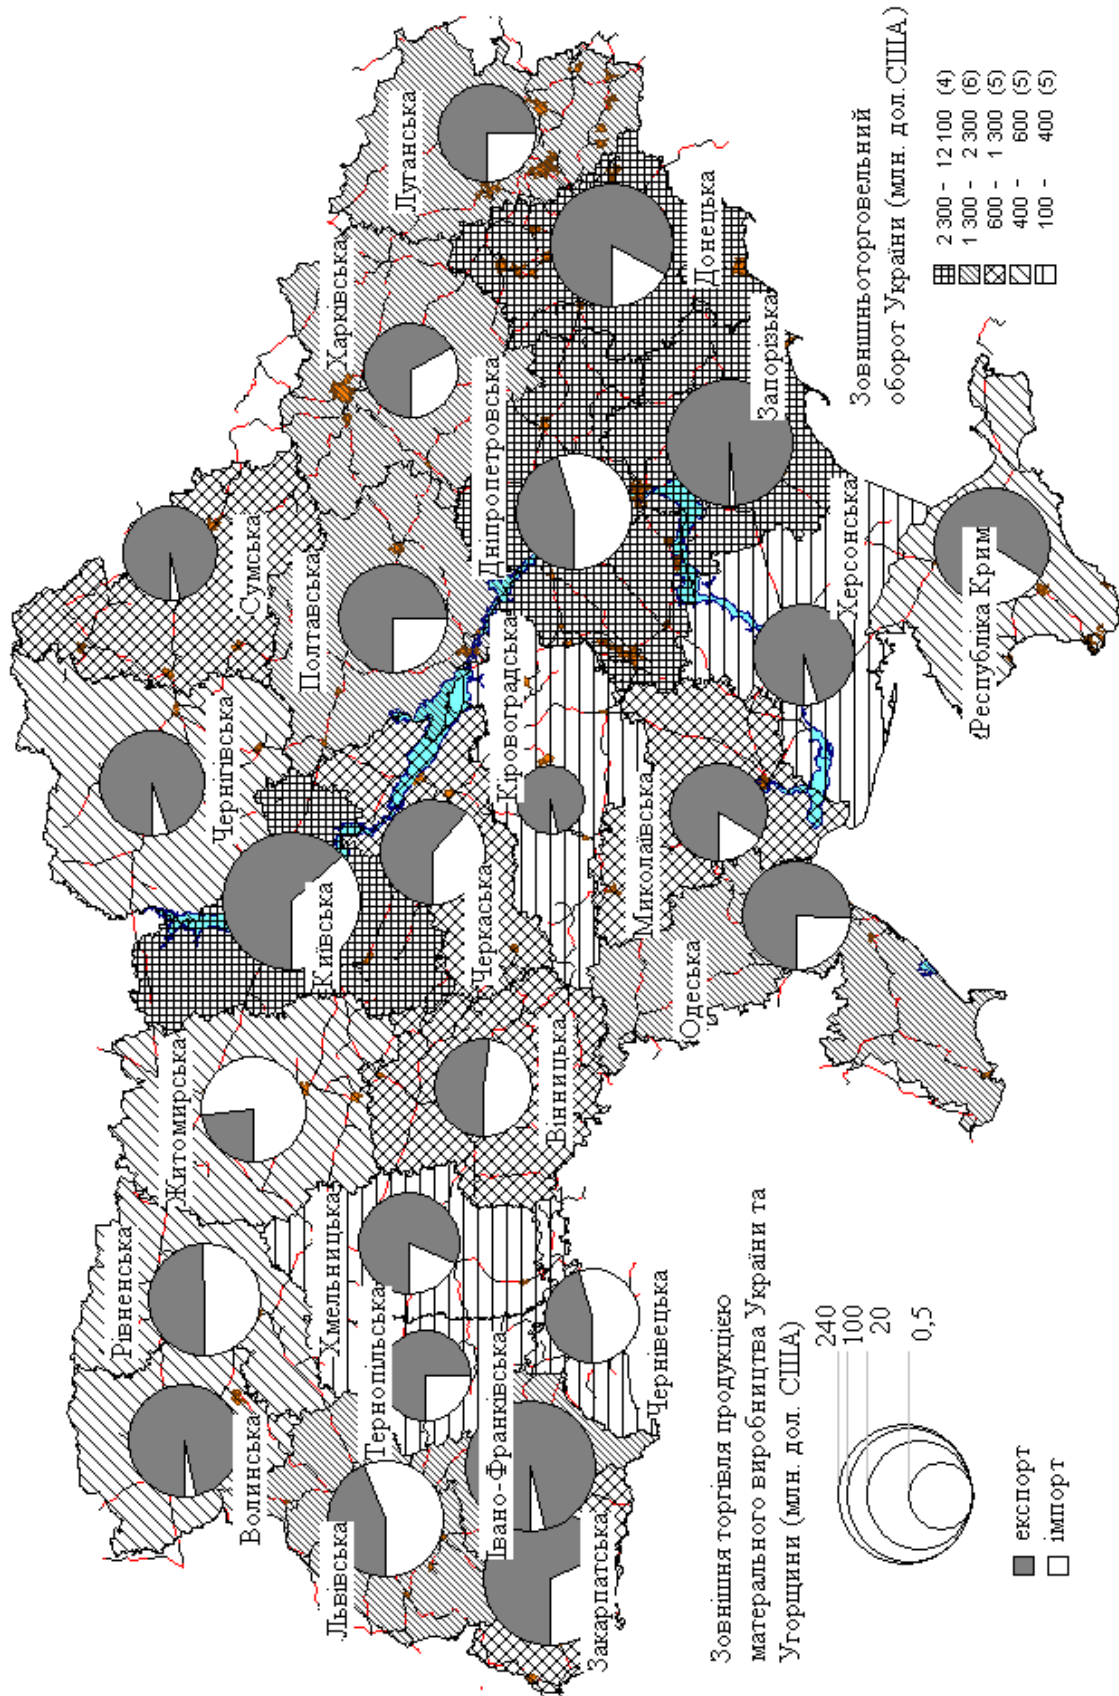 Волинська
Рівненська
Житомирська
Чернігівська
Сумська
Київська
Полтавська
Харківська
Луганська
Львівська
Тернопільська
Хмельницька
Вінницька
Черкаська
Кіровоградська
Дніпропетровська
Донецька
Закарпатська
Івано-Франківська
Чернівецька
Одеська
Миколаївська
Херсонська
Запорізька
Республіка Крим
Зовнішня торгівля продукцією
матерального виробництва України та
Угорщини (млн. дол. США)
240
100
20
0,5
експорт
імпорт
Зовнішньоторговельний
оборот України (млн. дол.США)
2 300 - 12 100 (4)
1 300 - 2 300 (6)
600 - 1 300 (5)
400 - 600 (5)
100 - 400 (5)